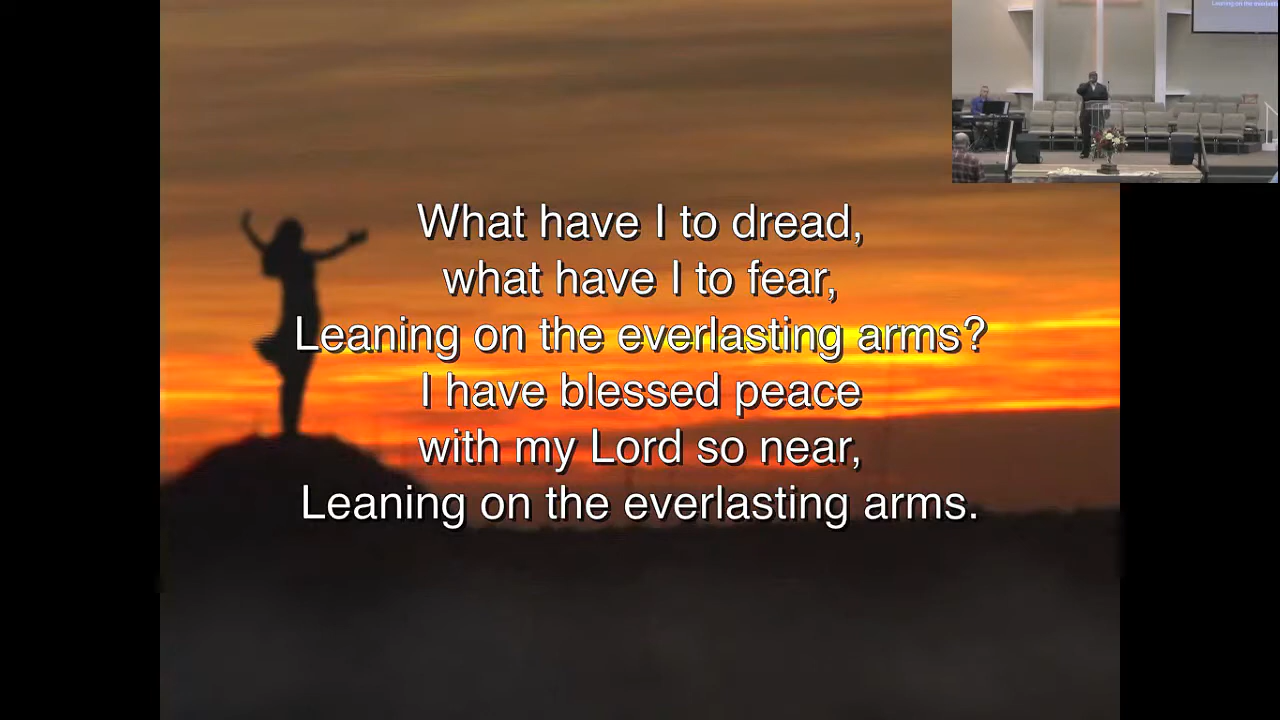 What have I to dread,
what have I to fear,
Leaning on the everlasting arms?
I have blessed peace
with my Lord so near,
Leaning on the everlasting arms.